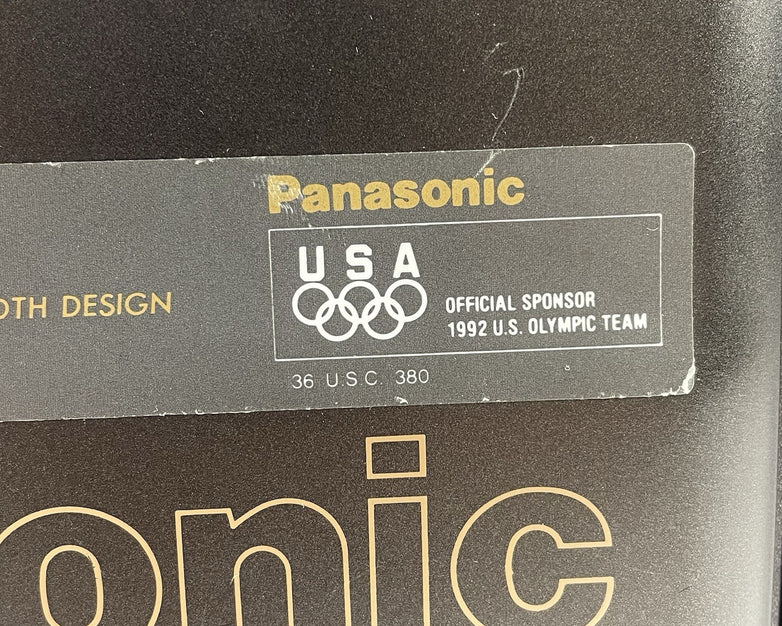 Panasonic
USA
OTH DESIGN
OFFICIAL SPONSOR
1992 U.S. OLYMPIC TEAM
36 U.S.C. 380
onic